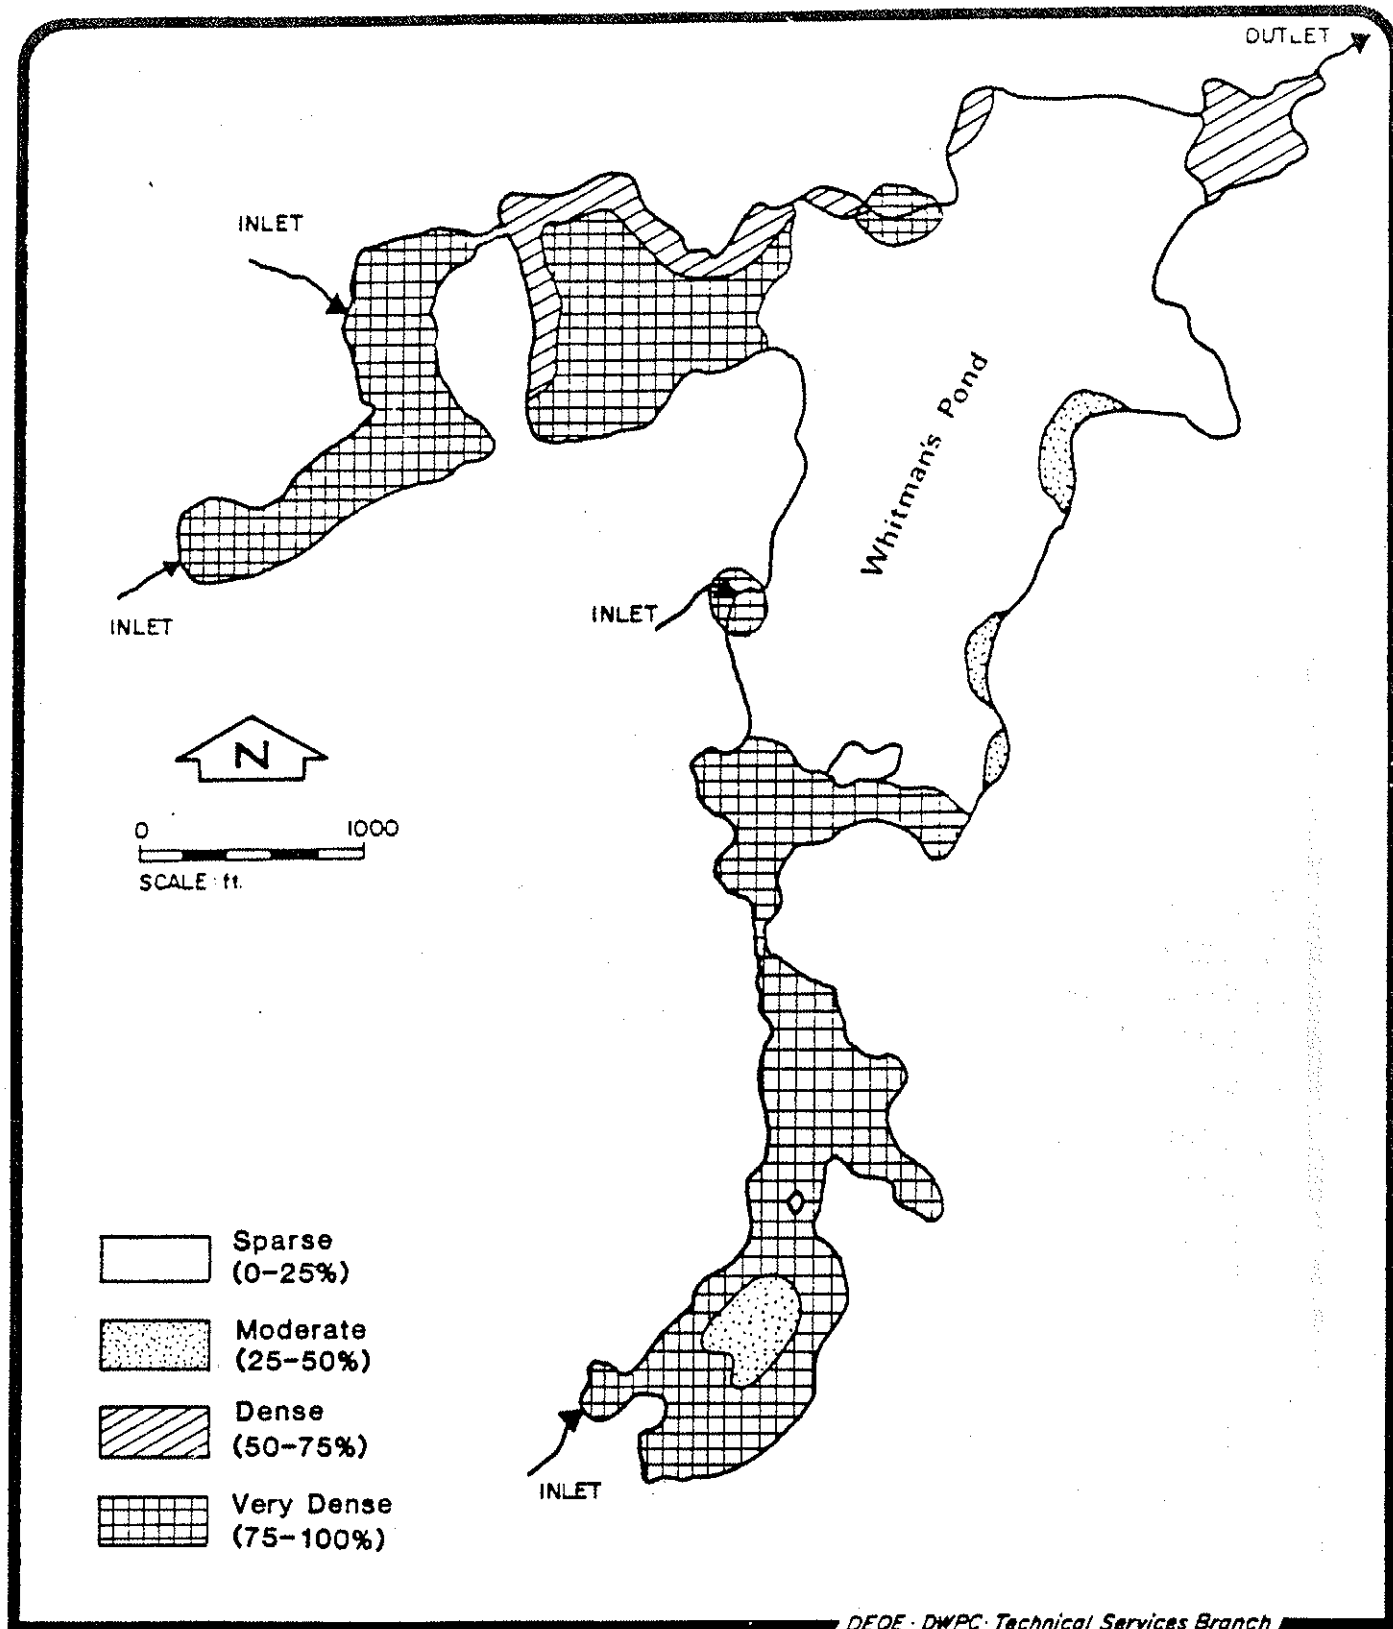 OUTLET
INLET
Whitman's Pond
INLET
INLET
N
0 1000
SCALE: ft.
Sparse
(0-25%)
Moderate
(25-50%)
Dense
(50-75%)
Very Dense
(75-100%)
INLET
DEQE · DWPC · Technical Services Branch